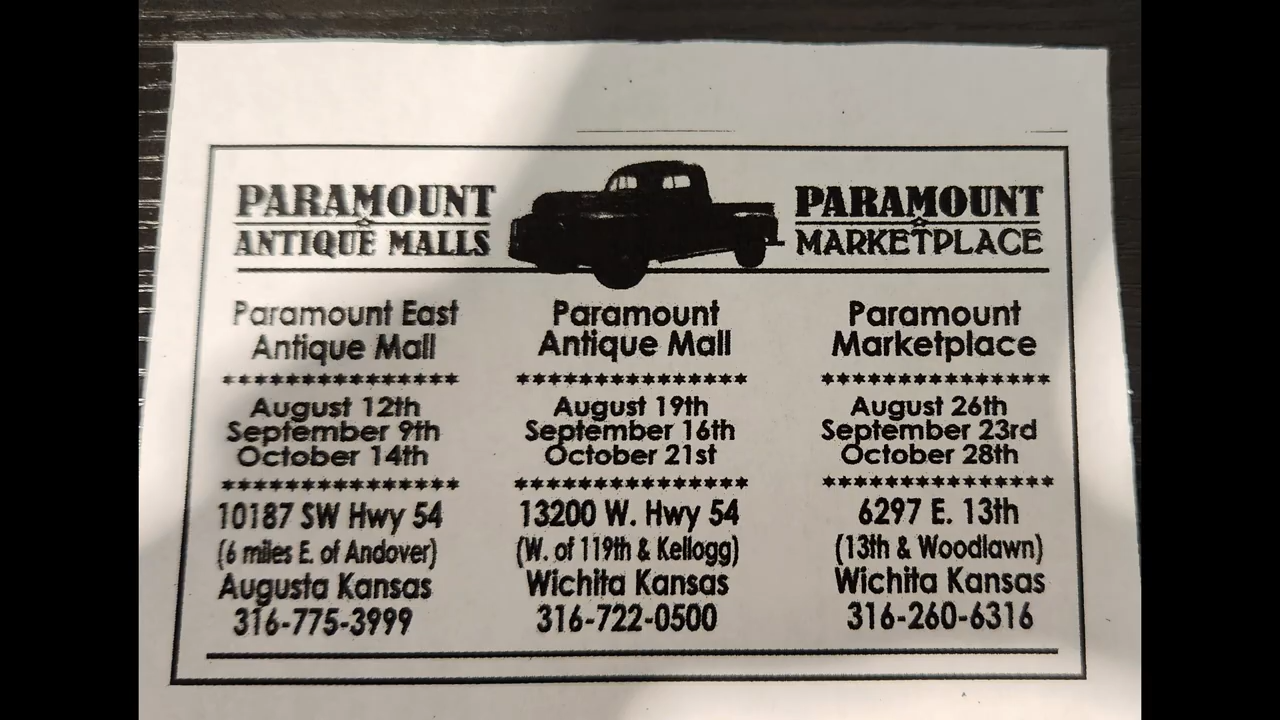 PARAMOUNT
ANTIQUE MALLS
PARAMOUNT
MARKETPLACE
Paramount East
Antique Mall
***************
August 12th
September 9th
October 14th
***************
10187 SW Hwy 54
(6 miles E. of Andover)
Augusta Kansas
316-775-3999
Paramount
Antique Mall
***************
August 19th
September 16th
October 21st
***************
13200 W. Hwy 54
(W. of 119th & Kellogg)
Wichita Kansas
316-722-0500
Paramount
Marketplace
***************
August 26th
September 23rd
October 28th
***************
6297 E. 13th
(13th & Woodlawn)
Wichita Kansas
316-260-6316